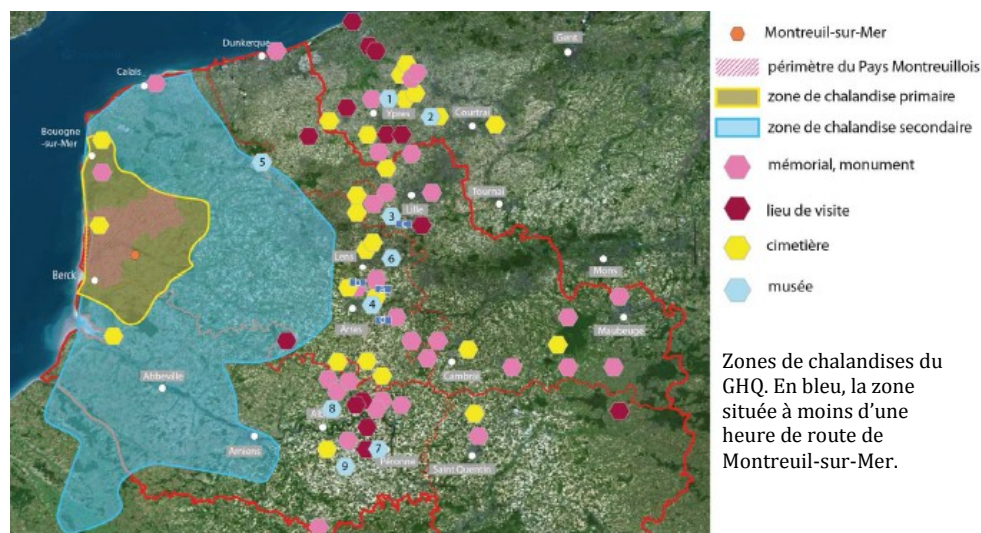 Dunkerque
Gent
Calais
Bouogne
-sur-Mer
1
Ypres
2
Courtrai
5
Tournai
Lille
3
Lens
6
Mons
Berck
4
Arras
Maubeuge
Cambrai
Abbeville
8
Amiens
7
Péronne
9
Saint Quentin
Montreuil-sur-Mer
périmètre du Pays Montreuillois
zone de chalandise primaire
zone de chalandise secondaire
mémorial, monument
lieu de visite
cimetière
musée
Zones de chalandises du
GHQ. En bleu, la zone
située à moins d'une
heure de route de
Montreuil-sur-Mer.